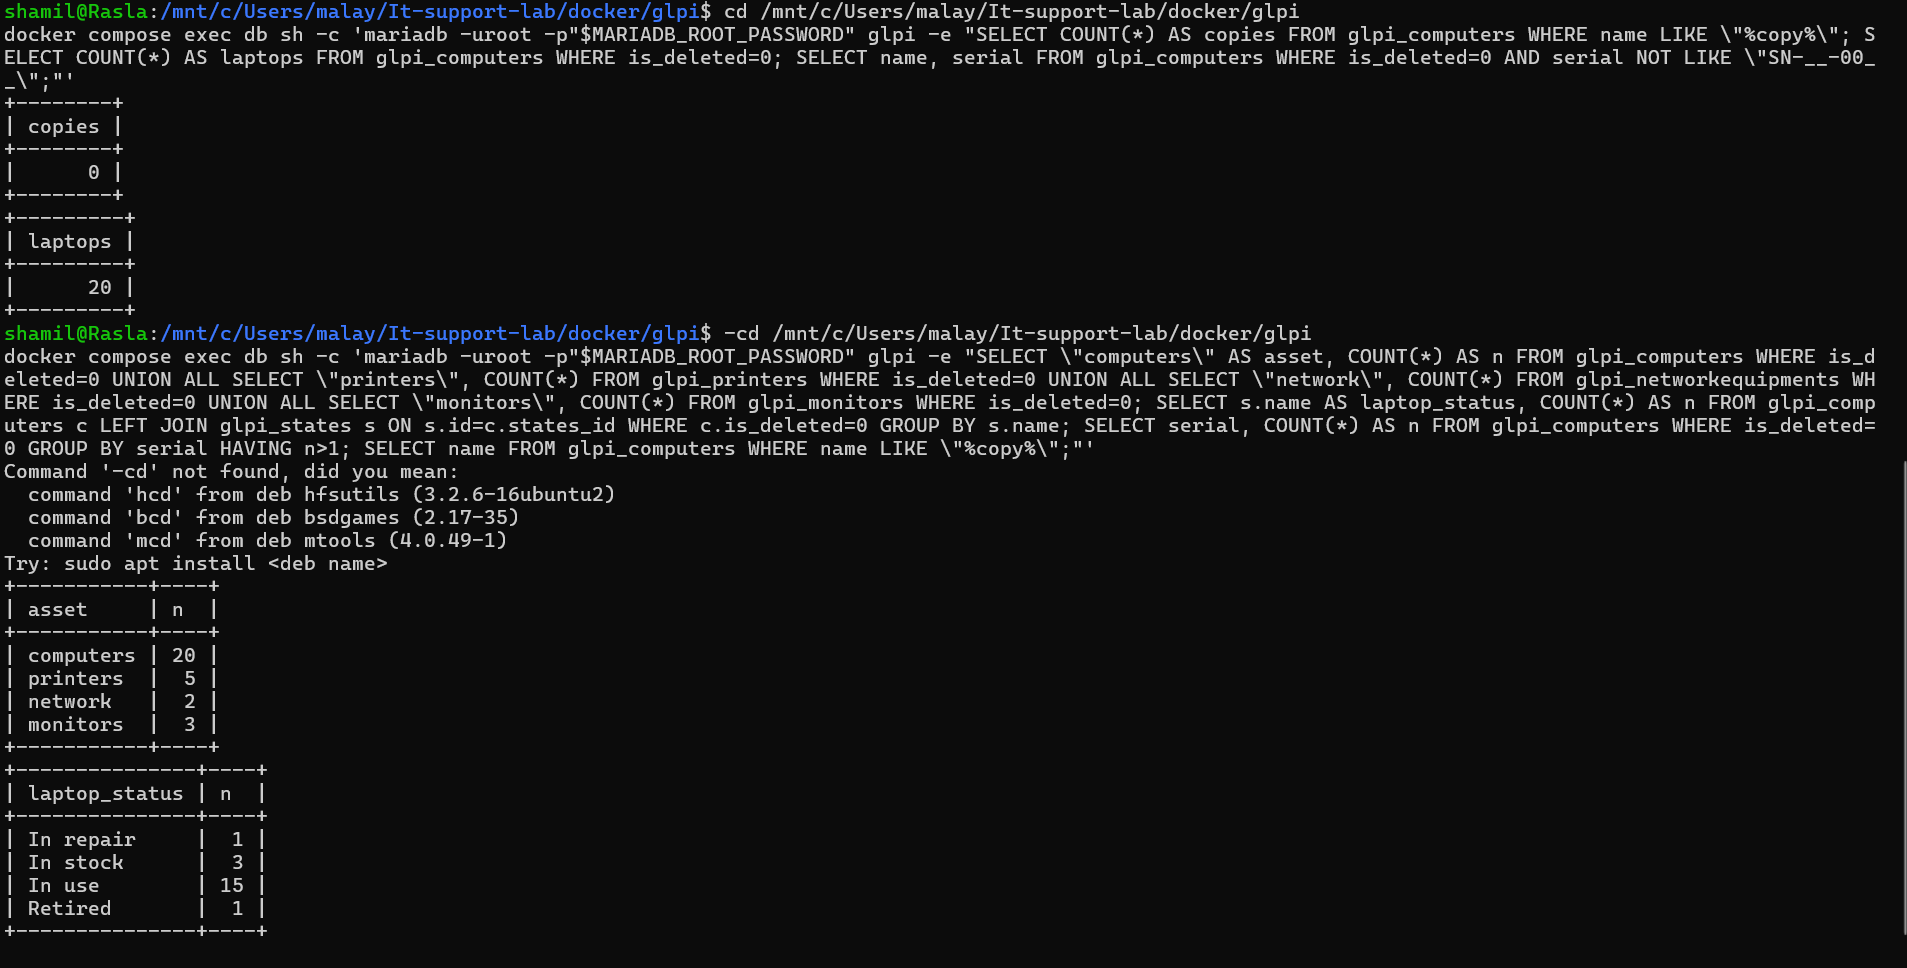 shamil@Rasla:/mnt/c/Users/malay/It-support-lab/docker/glpi$ cd /mnt/c/Users/malay/It-support-lab/docker/glpi
docker compose exec db sh -c 'mariadb -uroot -p"$MARIADB_ROOT_PASSWORD" glpi -e "SELECT COUNT(*) AS copies FROM glpi_computers WHERE name LIKE \"%copy%\"; S
ELECT COUNT(*) AS laptops FROM glpi_computers WHERE is_deleted=0; SELECT name, serial FROM glpi_computers WHERE is_deleted=0 AND serial NOT LIKE \"SN-__-00_
_\";"'
+--------+
| copies |
+--------+
|      0 |
+--------+
+---------+
| laptops |
+---------+
|      20 |
+---------+
shamil@Rasla:/mnt/c/Users/malay/It-support-lab/docker/glpi$ -cd /mnt/c/Users/malay/It-support-lab/docker/glpi
docker compose exec db sh -c 'mariadb -uroot -p"$MARIADB_ROOT_PASSWORD" glpi -e "SELECT \"computers\" AS asset, COUNT(*) AS n FROM glpi_computers WHERE is_d
eleted=0 UNION ALL SELECT \"printers\", COUNT(*) FROM glpi_printers WHERE is_deleted=0 UNION ALL SELECT \"network\", COUNT(*) FROM glpi_networkequipments WH
ERE is_deleted=0 UNION ALL SELECT \"monitors\", COUNT(*) FROM glpi_monitors WHERE is_deleted=0; SELECT s.name AS laptop_status, COUNT(*) AS n FROM glpi_comp
uters c LEFT JOIN glpi_states s ON s.id=c.states_id WHERE c.is_deleted=0 GROUP BY s.name; SELECT serial, COUNT(*) AS n FROM glpi_computers WHERE is_deleted=
0 GROUP BY serial HAVING n>1; SELECT name FROM glpi_computers WHERE name LIKE \"%copy%\";"'
Command '-cd' not found, did you mean:
  command 'hcd' from deb hfsutils (3.2.6-16ubuntu2)
  command 'bcd' from deb bsdgames (2.17-35)
  command 'mcd' from deb mtools (4.0.49-1)
Try: sudo apt install <deb name>
+-----------+----+
| asset     | n  |
+-----------+----+
| computers | 20 |
| printers  |  5 |
| network   |  2 |
| monitors  |  3 |
+-----------+----+
+---------------+----+
| laptop_status | n  |
+---------------+----+
| In repair     |  1 |
| In stock      |  3 |
| In use        | 15 |
| Retired       |  1 |
+---------------+----+